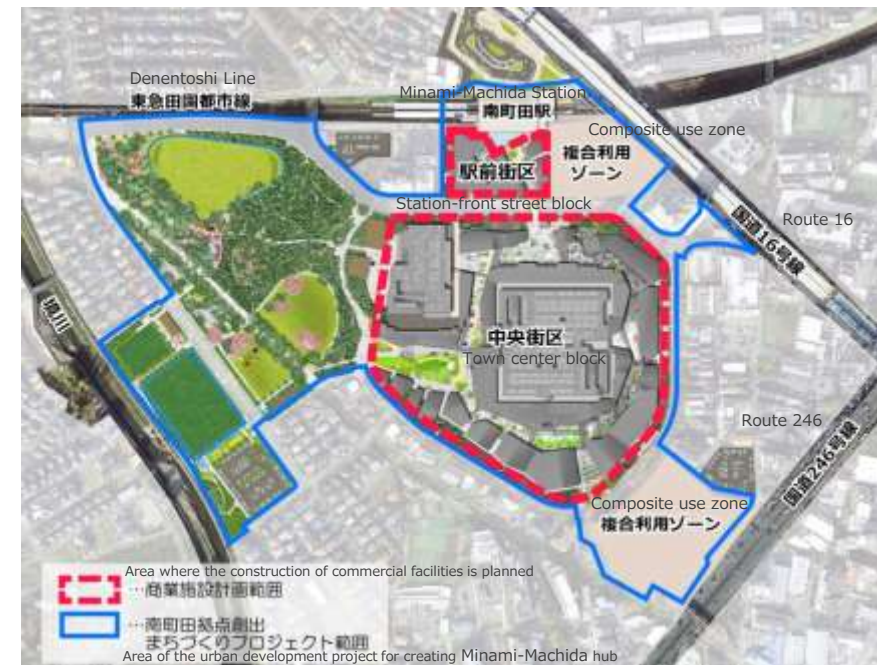 Denentoshi Line
東急田園都市線
Minami-Machida Station
南町田駅
Composite use zone
複合利用
ゾーン
駅前街区
Station-front street block
Route 16
国道16号線
境川
中央街区
Town center block
Route 246
国道246号線
Composite use zone
複合利用ゾーン
Area where the construction of commercial facilities is planned
…商業施設計画範囲
…南町田拠点創出
まちづくりプロジェクト範囲
Area of the urban development project for creating Minami-Machida hub